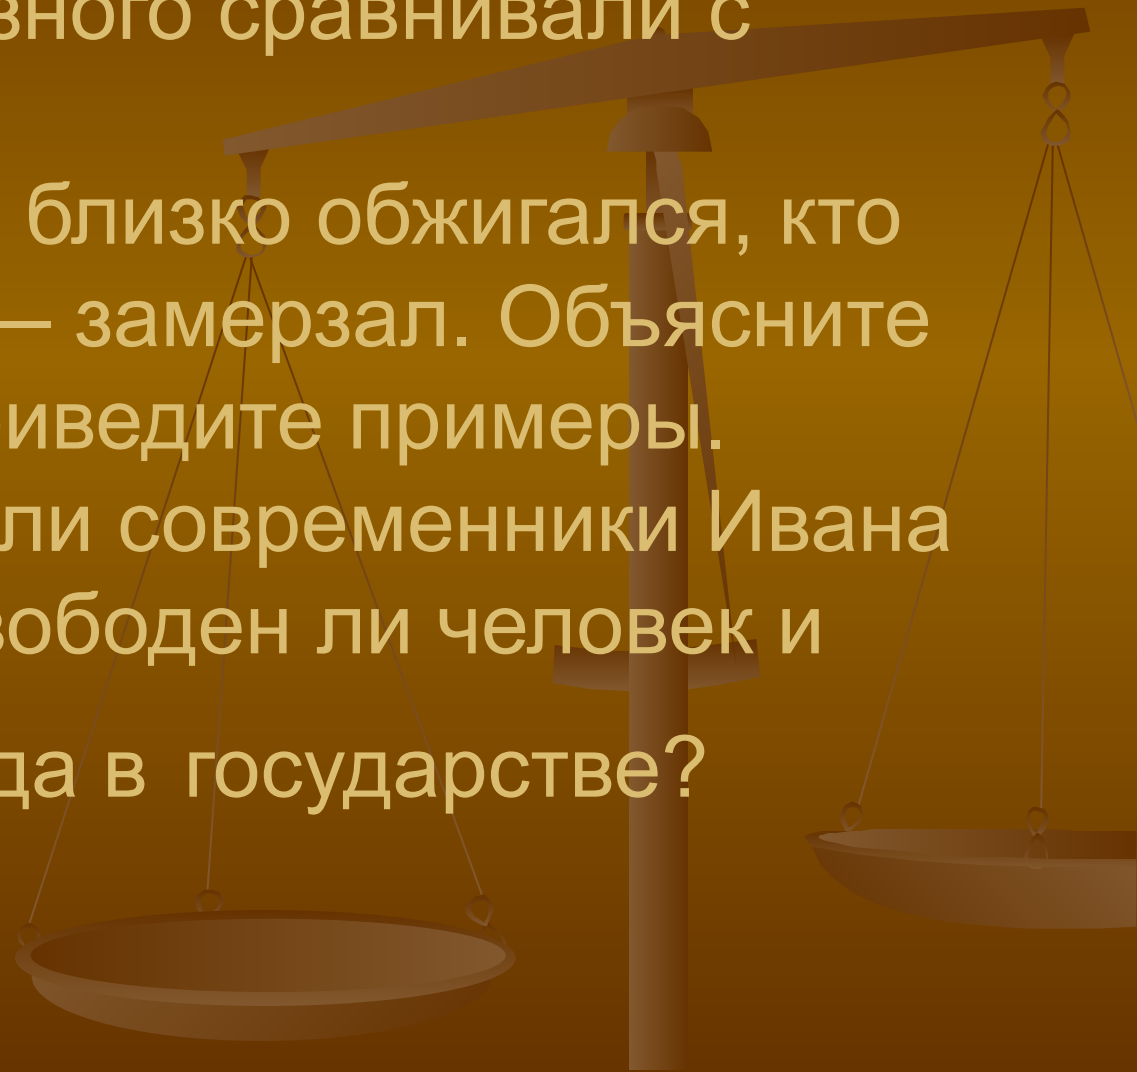 зного сравнивали с
близко обжигался, кто
— замерзал. Объясните
иведите примеры.
ли современники Ивана
вободен ли человек и
да в государстве?